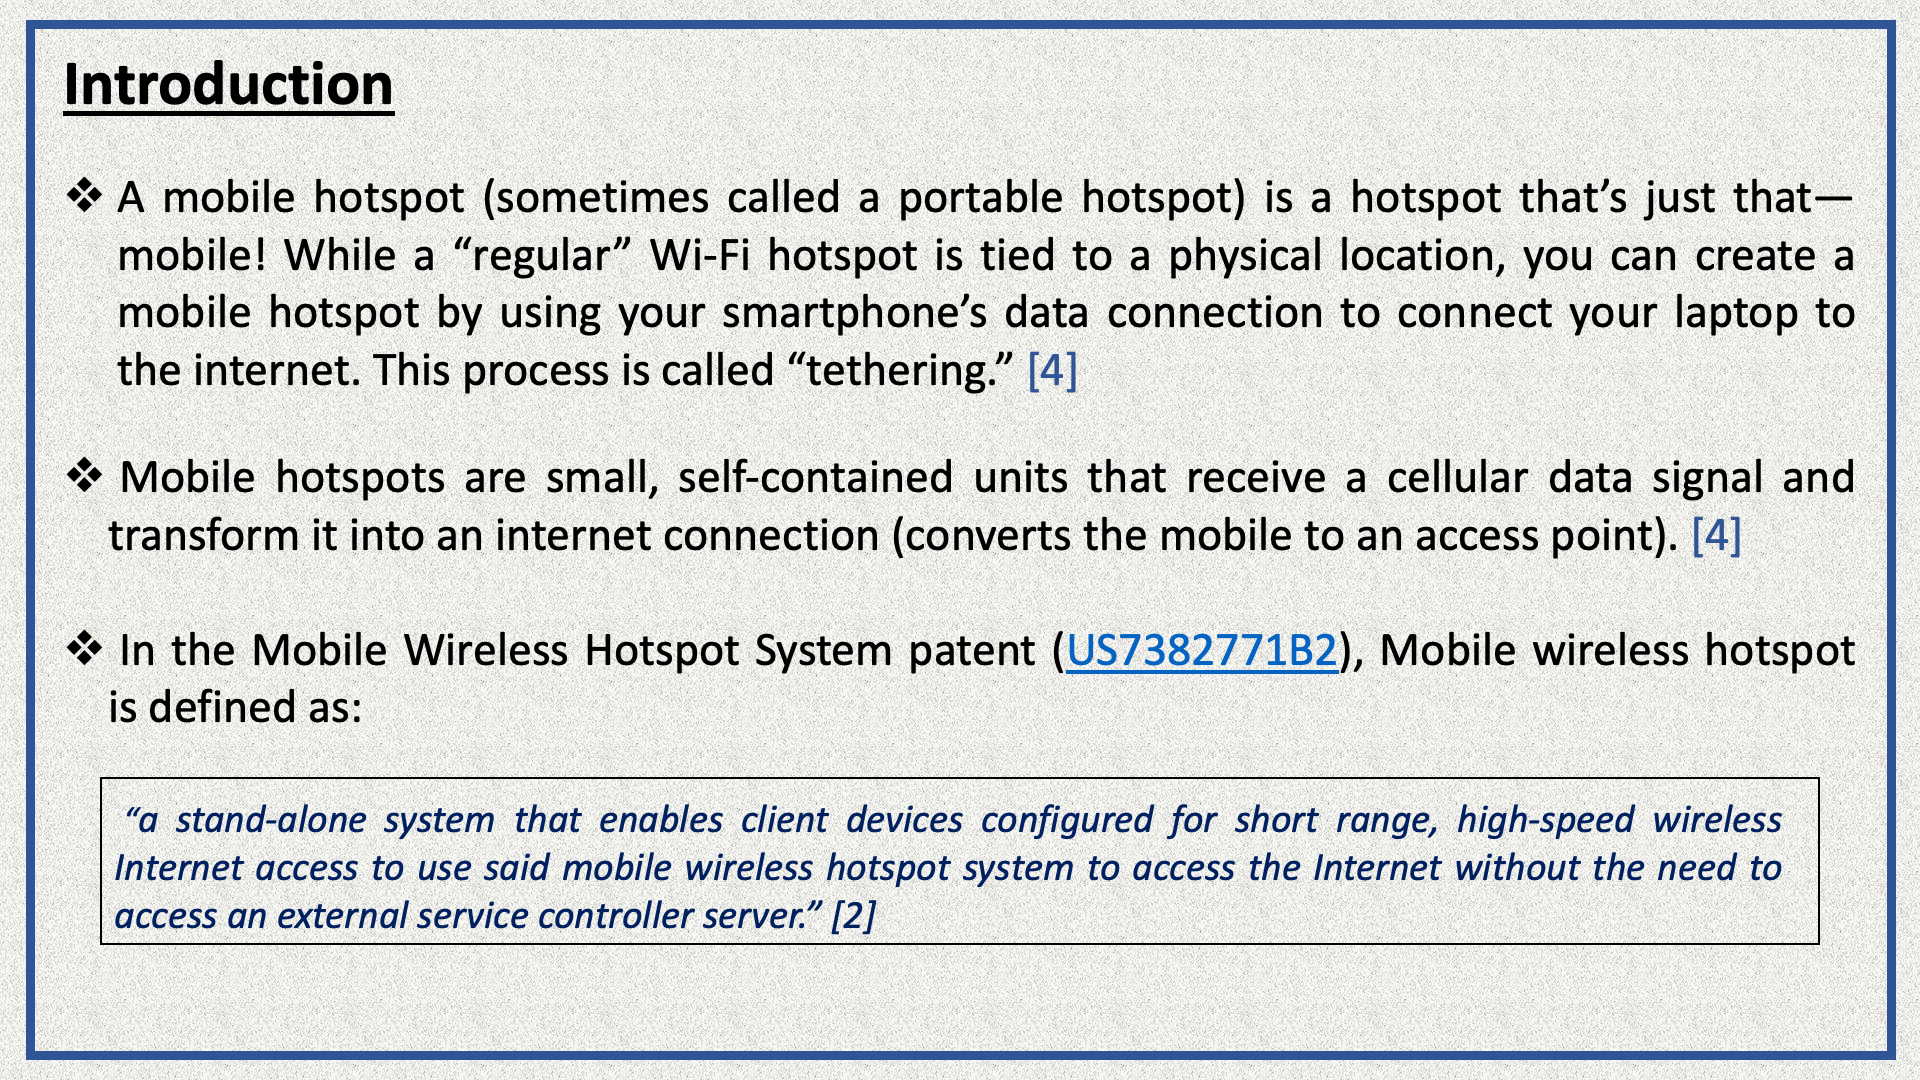 Introduction
❖ A mobile hotspot (sometimes called a portable hotspot) is a hotspot that’s just that—
mobile! While a “regular” Wi-Fi hotspot is tied to a physical location, you can create a
mobile hotspot by using your smartphone’s data connection to connect your laptop to
the internet. This process is called “tethering.” [4]
❖ Mobile hotspots are small, self-contained units that receive a cellular data signal and
transform it into an internet connection (converts the mobile to an access point). [4]
❖ In the Mobile Wireless Hotspot System patent (US7382771B2), Mobile wireless hotspot
is defined as:
“a stand-alone system that enables client devices configured for short range, high-speed wireless
Internet access to use said mobile wireless hotspot system to access the Internet without the need to
access an external service controller server.” [2]